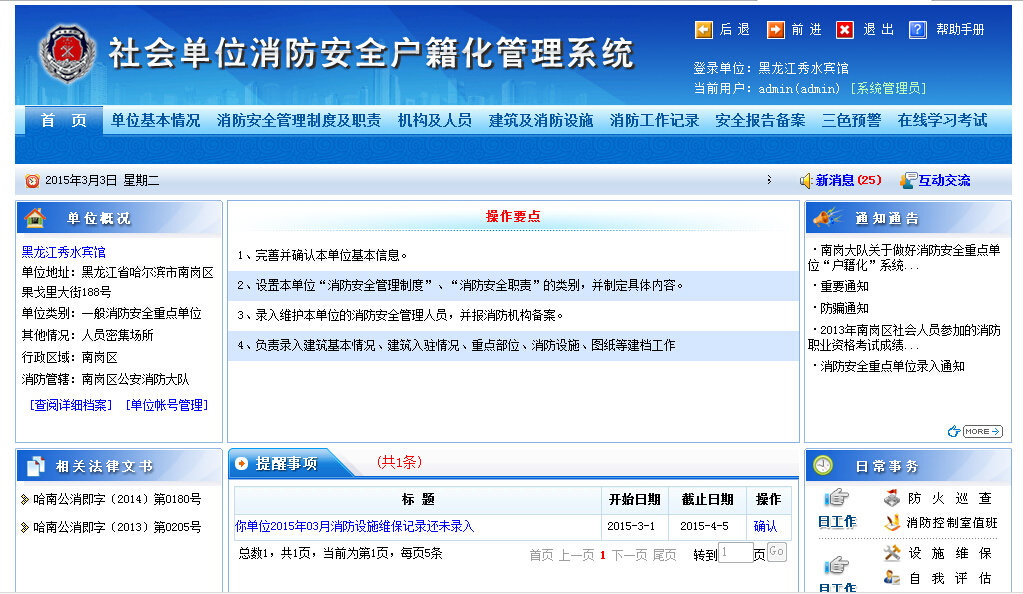 社会单位消防安全户籍化管理系统
后 退 前 进 退 出 帮助手册
登录单位：黑龙江秀水宾馆
当前用户：admin(admin) [系统管理员]
首 页 单位基本情况 消防安全管理制度及职责 机构及人员 建筑及消防设施 消防工作记录 安全报告备案 三色预警 在线学习考试
2015年3月3日 星期二
新消息(25) 互动交流
单位概况
黑龙江秀水宾馆
单位地址：黑龙江省哈尔滨市南岗区
果戈里大街188号
单位类别：一般消防安全重点单位
其他情况：人员密集场所
行政区域：南岗区
消防管辖：南岗区公安消防大队
[查阅详细档案] [单位帐号管理]
操作要点
1、完善并确认本单位基本信息。
2、设置本单位“消防安全管理制度”、“消防安全职责”的类别，并制定具体内容。
3、录入维护本单位的消防安全管理人员，并报消防机构备案。
4、负责录入建筑基本情况、建筑入驻情况、重点部位、消防设施、图纸等建档工作
通知通告
·南岗大队关于做好消防安全重点单
位“户籍化”系统...
·重要通知
·防骗通知
·2013年南岗区社会人员参加的消防
职业资格考试成绩...
·消防安全重点单位录入通知
MORE
相关法律文书
哈南公消即字（2014）第0180号
哈南公消即字（2013）第0205号
提醒事项 (共1条)
标 题 开始日期 截止日期 操作
你单位2015年03月消防设施维保记录还未录入 2015-3-1 2015-4-5 确认
总数1，共1页，当前为第1页，每页5条 首页 上一页 1 下一页 尾页 转到 1 页 Go
日常事务
日工作
防 火 巡 查
消防控制室值班
日工作
设 施 维 保
自 我 评 估